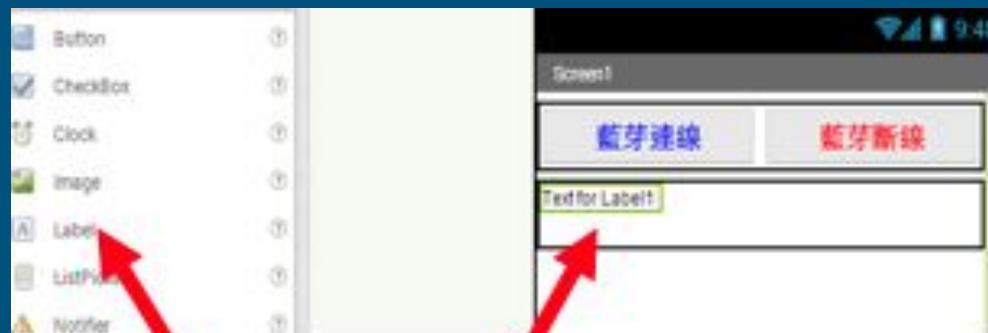 Button
CheckBox
Clock
Image
Label
Notifier
9:48
Screen1
藍芽連線 藍芽斷線
Text for Label1